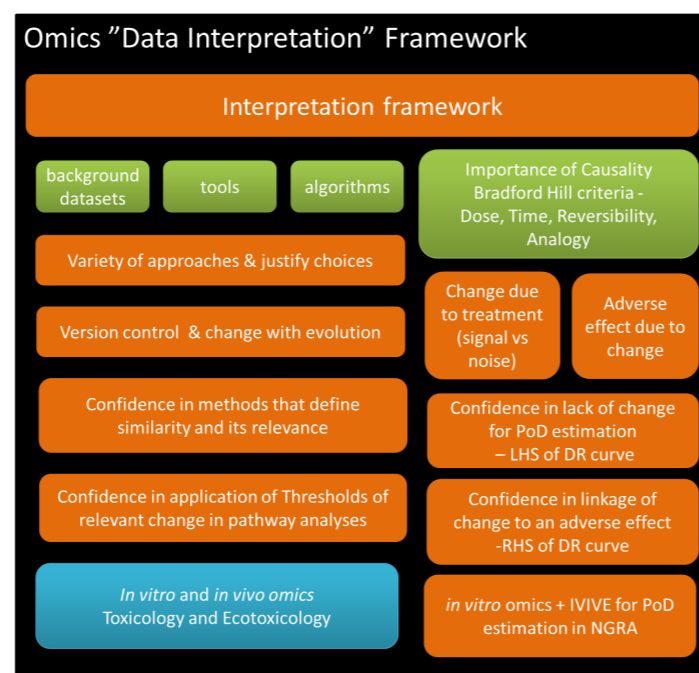 Omics ”Data Interpretation” Framework
Interpretation framework
background
datasets
tools
algorithms
Variety of approaches & justify choices
Version control & change with evolution
Confidence in methods that define
similarity and its relevance
Confidence in application of Thresholds of
relevant change in pathway analyses
In vitro and in vivo omics
Toxicology and Ecotoxicology
Importance of Causality
Bradford Hill criteria -
Dose, Time, Reversibility,
Analogy
Change due
to treatment
(signal vs
noise)
Adverse
effect due to
change
Confidence in lack of change
for PoD estimation
– LHS of DR curve
Confidence in linkage of
change to an adverse effect
-RHS of DR curve
in vitro omics + IVIVE for PoD
estimation in NGRA